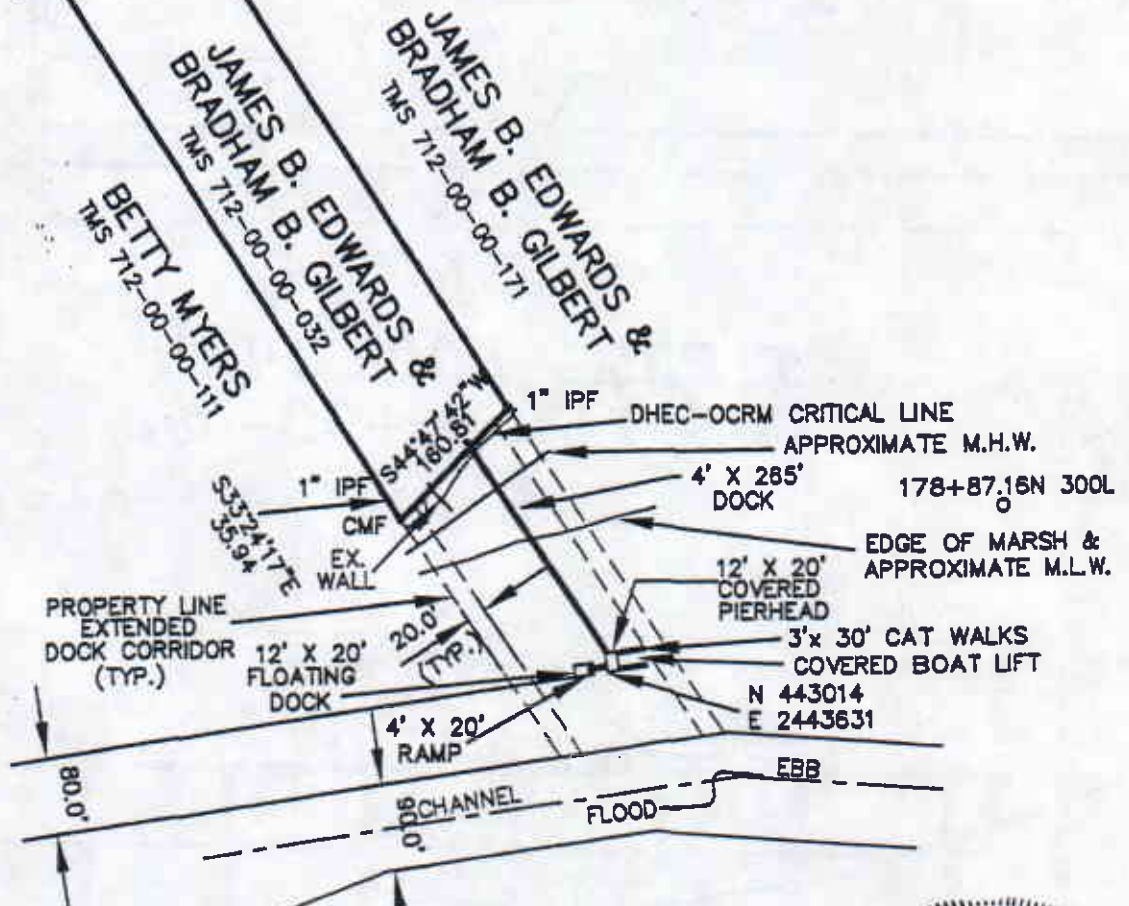 JAMES B. EDWARDS &
BRADHAM B. GILBERT
TMS 712-00-00-171
JAMES B. EDWARDS &
BRADHAM B. GILBERT
TMS 712-00-00-032
BETTY MYERS
TMS 712-00-00-111
S44°47'42"W
160.87
1" IPF
DHEC-OCRM CRITICAL LINE
APPROXIMATE M.H.W.
4' X 285'
DOCK
178+87.16N 300L
EDGE OF MARSH &
APPROXIMATE M.L.W.
1" IPF
CMF
S33°24'17"E
35.94
EX.
WALL
12' X 20'
COVERED
PIERHEAD
PROPERTY LINE
EXTENDED
DOCK CORRIDOR
(TYP.)
20.0'
(TYP.)
12' X 20'
FLOATING
DOCK
3'x 30' CAT WALKS
COVERED BOAT LIFT
N 443014
E 2443631
4' X 20'
RAMP
80.0'
90.0'
CHANNEL
EBB
FLOOD